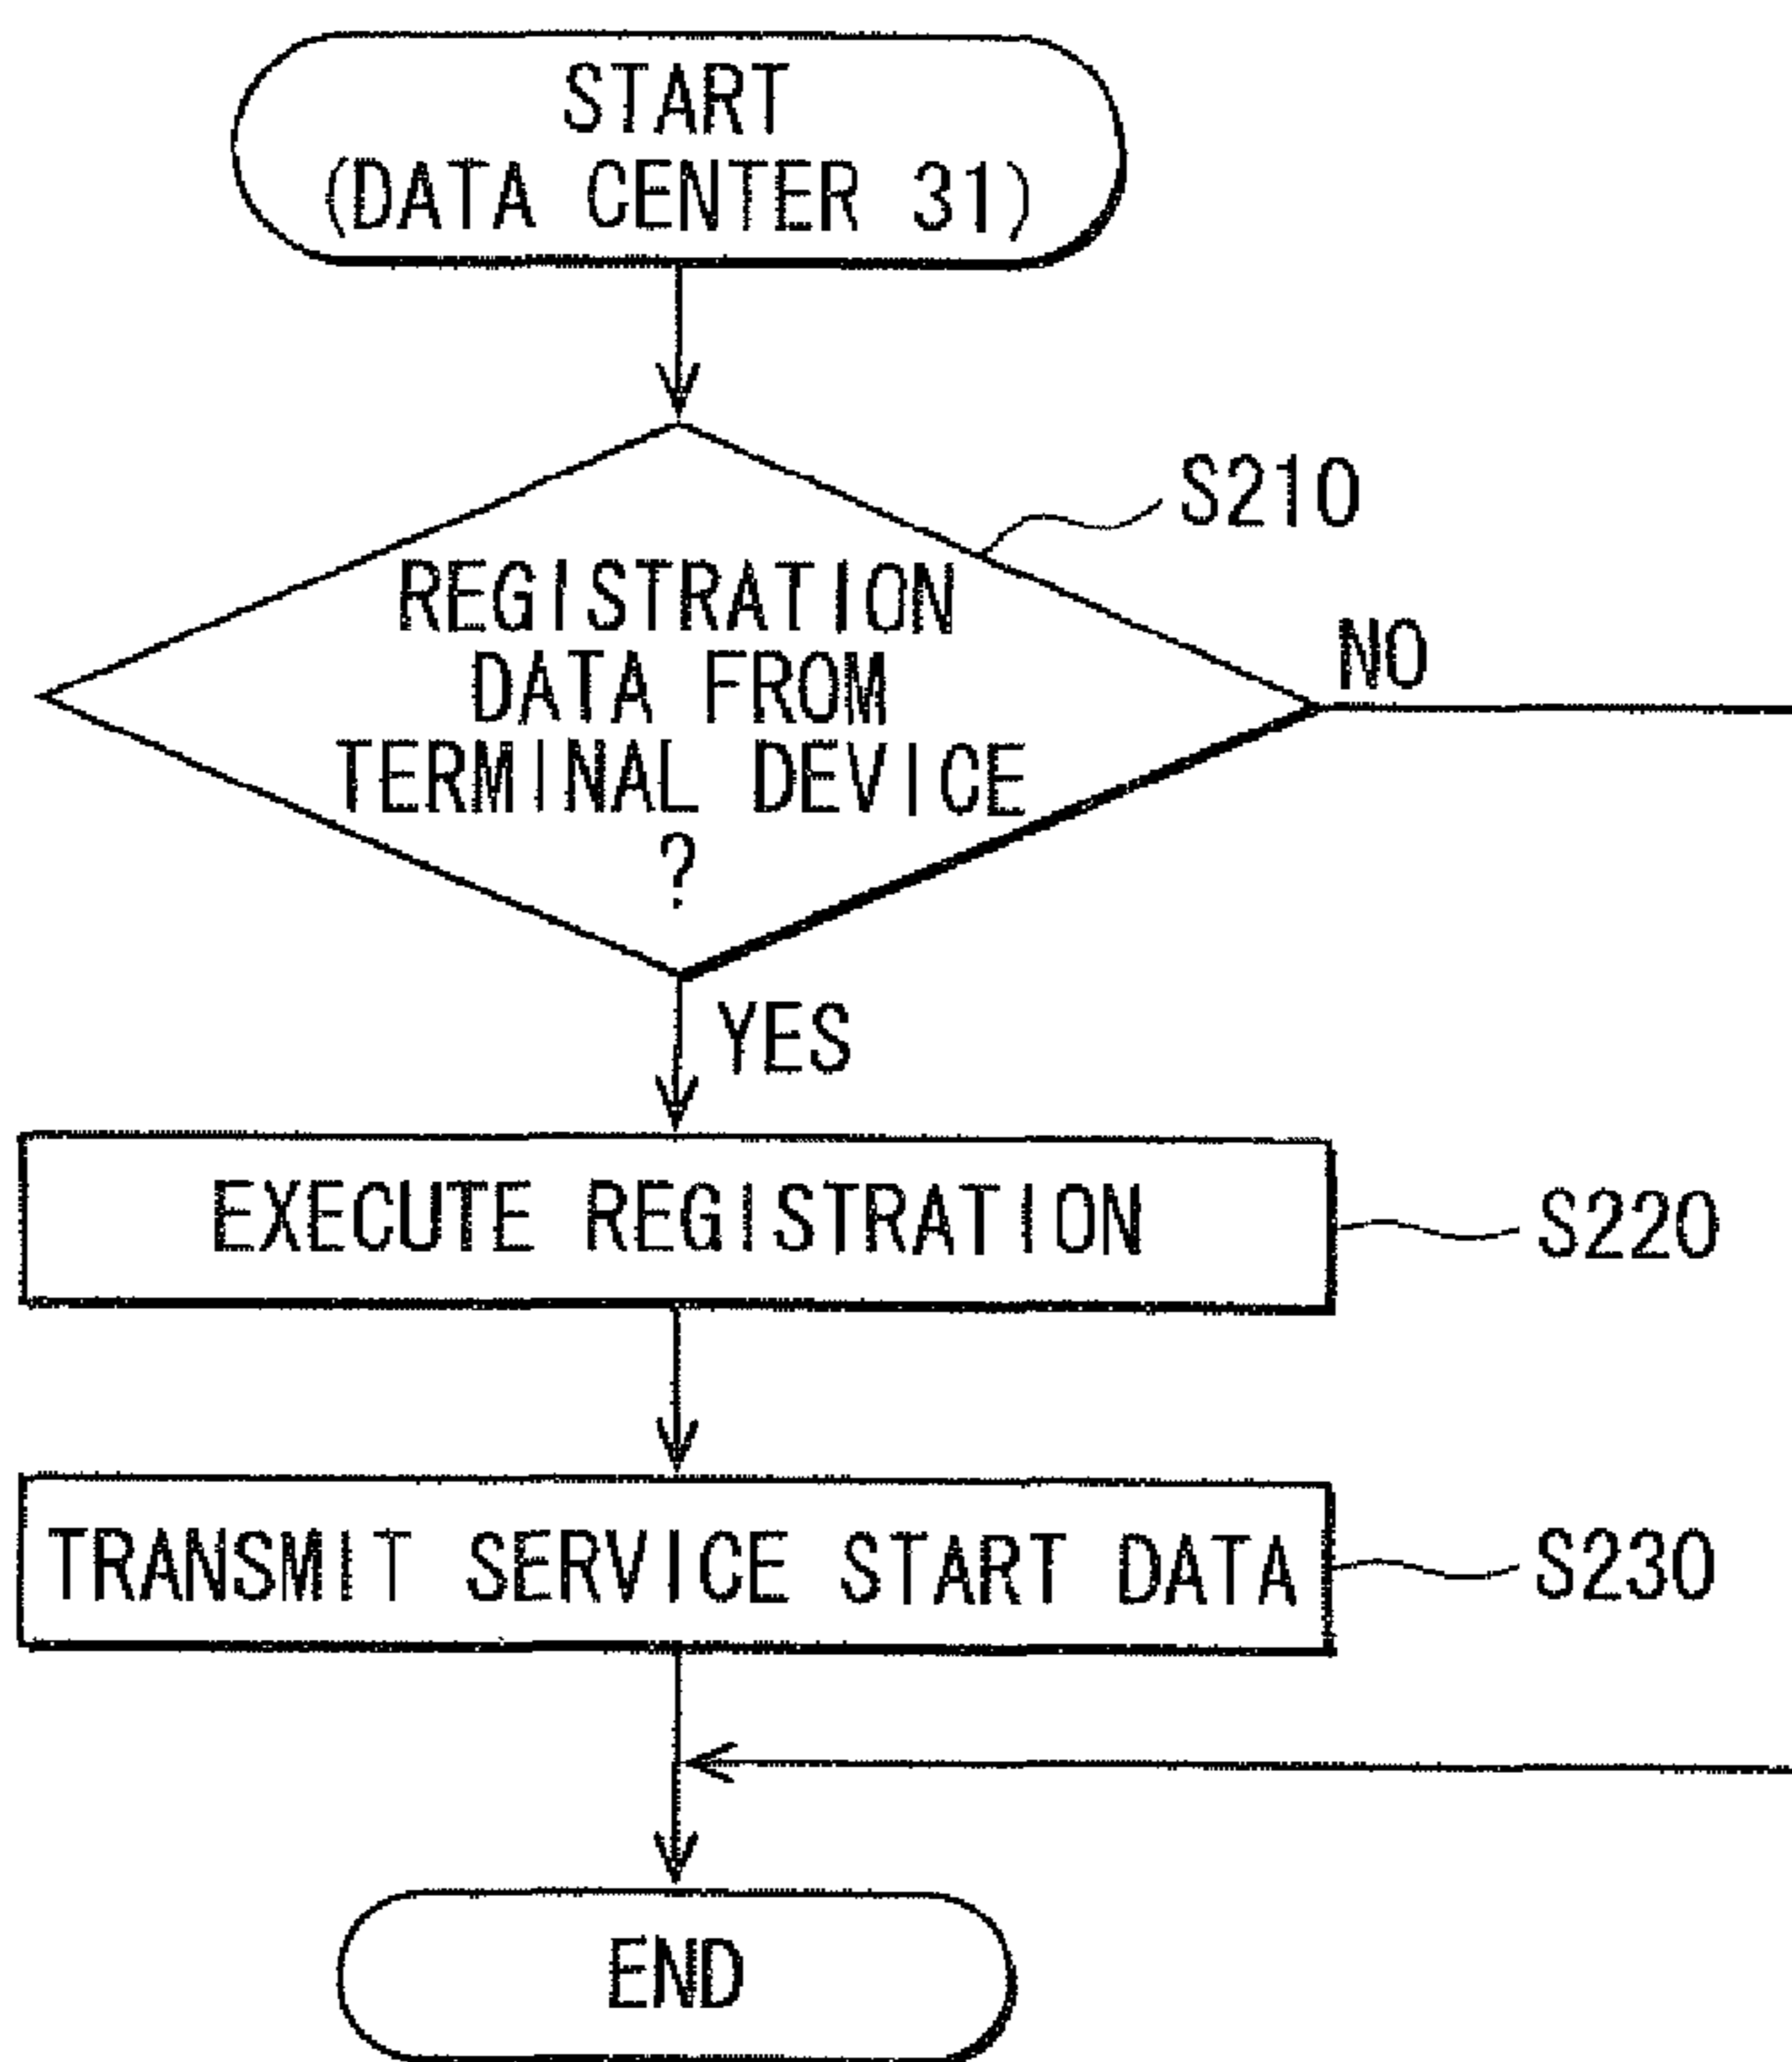 START
(DATA CENTER 31)
S210
REGISTRATION
DATA FROM
TERMINAL DEVICE
?
NO
YES
EXECUTE REGISTRATION
S220
TRANSMIT SERVICE START DATA
S230
END